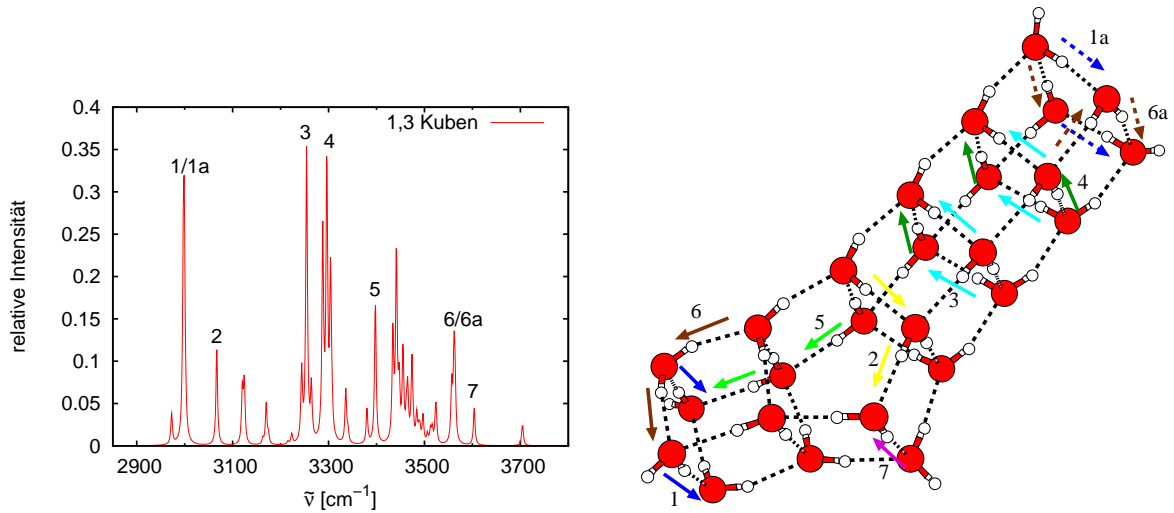 relative Intensität
0.4
0.35
0.3
0.25
0.2
0.15
0.1
0.05
0
1,3 Kuben
1/1a
2
3
4
5
6/6a
7
2900 3100 3300 3500 3700
ν̃ [cm⁻¹]
1a
6a
4
3
6
5
2
7
1